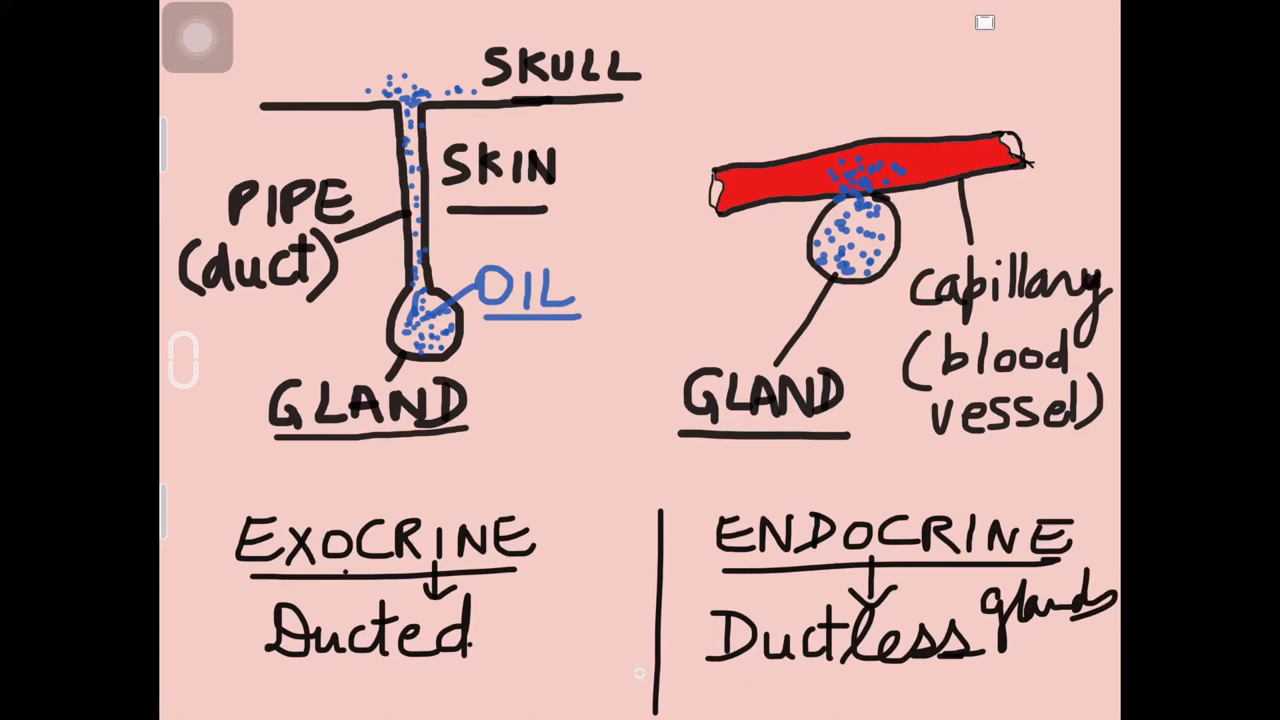 SKULL
SKIN
PIPE
(duct)
OIL
GLAND
EXOCRINE
Ducted
capillary
(blood
vessel)
GLAND
ENDOCRINE
Ductless glands